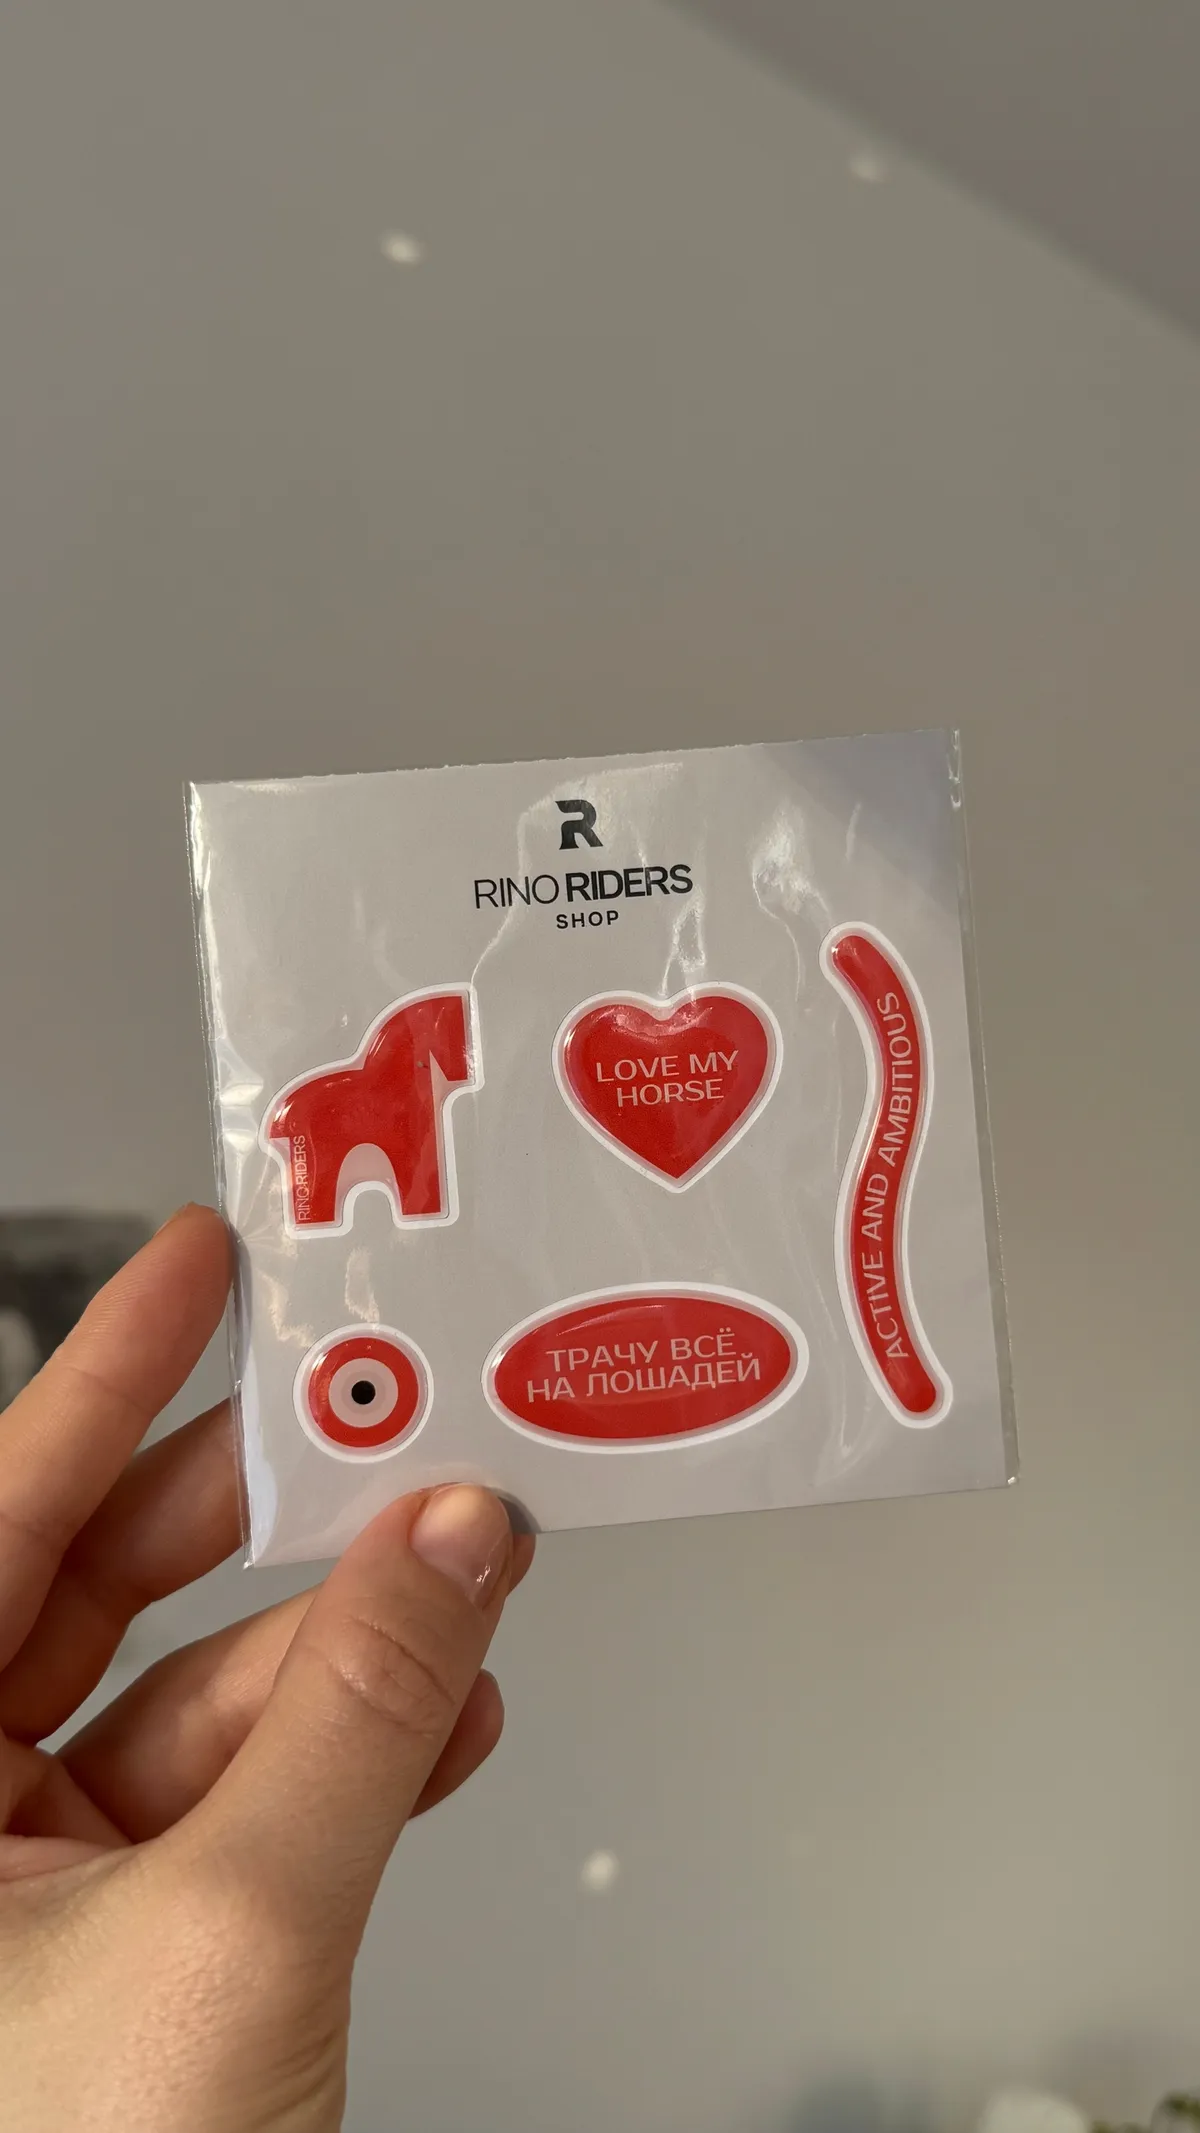 RINO RIDERS
SHOP
RINO RIDERS
LOVE MY
HORSE
ACTIVE AND AMBITIOUS
ТРАЧУ ВСЁ
НА ЛОШАДЕЙ